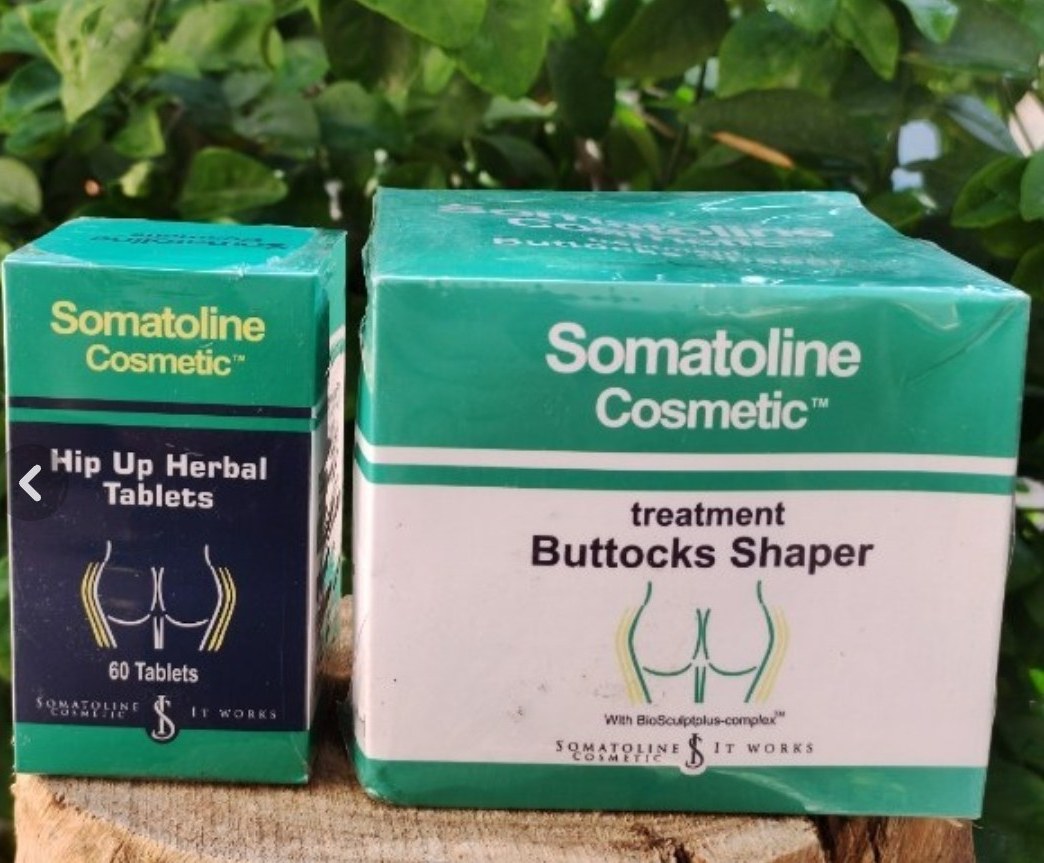 Somatoline
Cosmetic™
Hip Up Herbal
Tablets
60 Tablets
SOMATOLINE
COSMETIC
IT WORKS
Somatoline
Cosmetic™
treatment
Buttocks Shaper
With BioSculptplus-complex™
SOMATOLINE
COSMETIC
IT WORKS